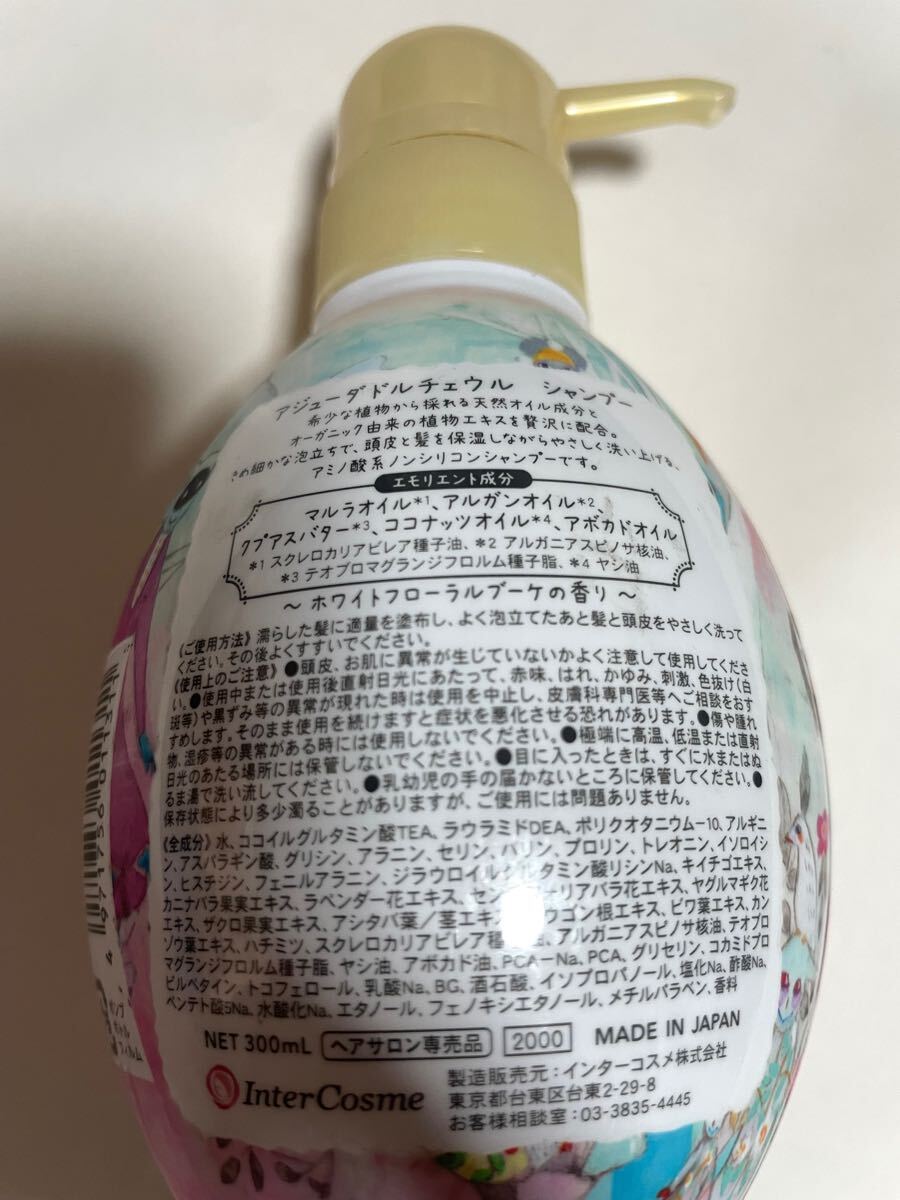 アジューダドルチェウル シャンプー
希少な植物から採れる天然オイル成分と
オーガニック由来の植物エキスを贅沢に配合。
きめ細かな泡立ちで、頭皮と髪を保湿しながらやさしく洗い上げる、
アミノ酸系ノンシリコンシャンプーです。
エモリエント成分
マルラオイル*1、アルガンオイル*2、
クプアスバター*3、ココナッツオイル*4、アボカドオイル
*1 スクレロカリアビレア種子油、*2 アルガニアスピノサ核油、
*3 テオブロマグランジフロルム種子脂、*4 ヤシ油
～ ホワイトフローラルブーケの香り ～
《ご使用方法》濡らした髪に適量を塗布し、よく泡立てたあと髪と頭皮をやさしく洗って
ください。その後よくすすいでください。
《使用上のご注意》●頭皮、お肌に異常が生じていないかよく注意して使用してくださ
い。●使用中または使用後直射日光にあたって、赤味、はれ、かゆみ、刺激、色抜け(白
斑等)や黒ずみ等の異常が現れた時は使用を中止し、皮膚科専門医等へご相談をおす
すめします。そのまま使用を続けますと症状を悪化させる恐れがあります。●傷や腫れ
物、湿疹等の異常がある時には使用しないでください。●極端に高温、低温または直射
日光のあたる場所には保管しないでください。●目に入ったときは、すぐに水またはぬ
るま湯で洗い流してください。●乳幼児の手の届かないところに保管してください。●
保存状態により多少濁ることがありますが、ご使用には問題ありません。
《全成分》水、ココイルグルタミン酸TEA、ラウラミドDEA、ポリクオタニウム-10、アルギニ
ン、アスパラギン酸、グリシン、アラニン、セリン、バリン、プロリン、トレオニン、イソロイシ
ン、ヒスチジン、フェニルアラニン、ジラウロイルグルタミン酸リシンNa、キイチゴエキス、
カニナバラ果実エキス、ラベンダー花エキス、セン ーリアバラ花エキス、ヤグルマギク花
エキス、ザクロ果実エキス、アシタバ葉/茎エキス ウゴン根エキス、ビワ葉エキス、カン
ゾウ葉エキス、ハチミツ、スクレロカリアビレア種 油、アルガニアスピノサ核油、テオブロ
マグランジフロルム種子脂、ヤシ油、アボカド油、PCA-Na、PCA、グリセリン、コカミドプロ
ピルベタイン、トコフェロール、乳酸Na、BG、酒石酸、イソプロパノール、塩化Na、酢酸Na、
ペンテト酸5Na、水酸化Na、エタノール、フェノキシエタノール、メチルパラベン、香料
NET 300mL ヘアサロン専売品 2000 MADE IN JAPAN
InterCosme
製造販売元:インターコスメ株式会社
東京都台東区台東2-29-8
お客様相談室:03-3835-4445